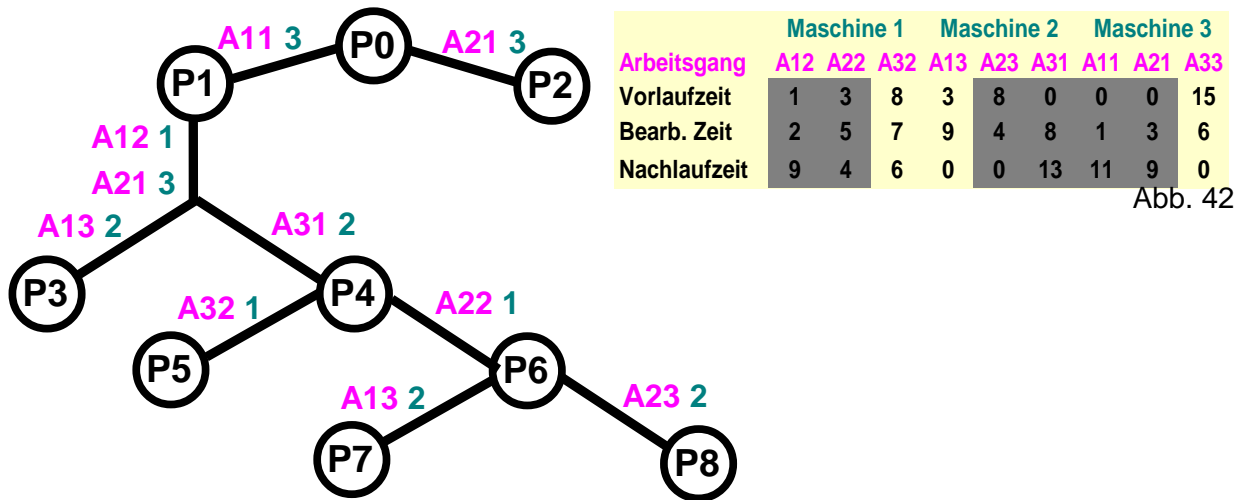 A11 3
P0
A21 3
P1
P2
A12 1
A21 3
A13 2
A31 2
P3
P4
A32 1
A22 1
P5
P6
A13 2
A23 2
P7
P8
Maschine 1 Maschine 2 Maschine 3
Arbeitsgang A12 A22 A32 A13 A23 A31 A11 A21 A33
Vorlaufzeit 1 3 8 3 8 0 0 0 15
Bearb. Zeit 2 5 7 9 4 8 1 3 6
Nachlaufzeit 9 4 6 0 0 13 11 9 0
Abb. 42